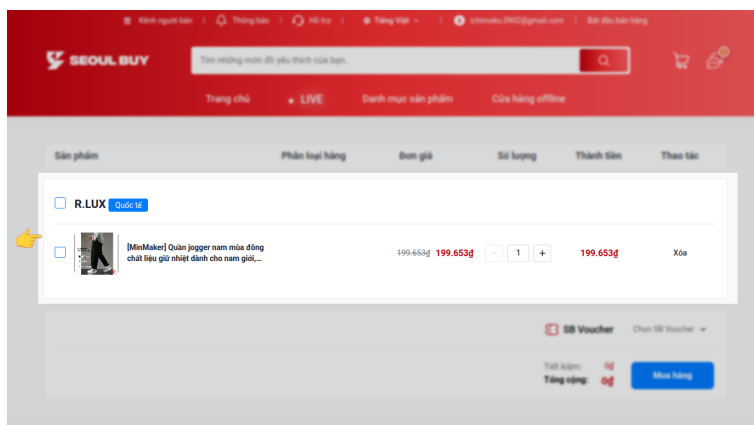 Kênh người bán | Thông báo | Hỗ trợ | Tiếng Việt | ichimoku.0902@gmail.com | Bắt đầu bán hàng
SEOUL BUY
Tìm những món đồ yêu thích của bạn.
Trang chủ • LIVE Danh mục sản phẩm Cửa hàng offline
Sản phẩm Phân loại hàng Đơn giá Số lượng Thành tiền Thao tác
R.LUX Quốc tế
[MinMaker] Quần jogger nam mùa đông
chất liệu giữ nhiệt dành cho nam giới,...
199.653₫ 199.653₫ − 1 + 199.653₫ Xóa
SB Voucher Chọn SB Voucher
Tiết kiệm: 0₫
Tổng cộng: 0₫
Mua hàng